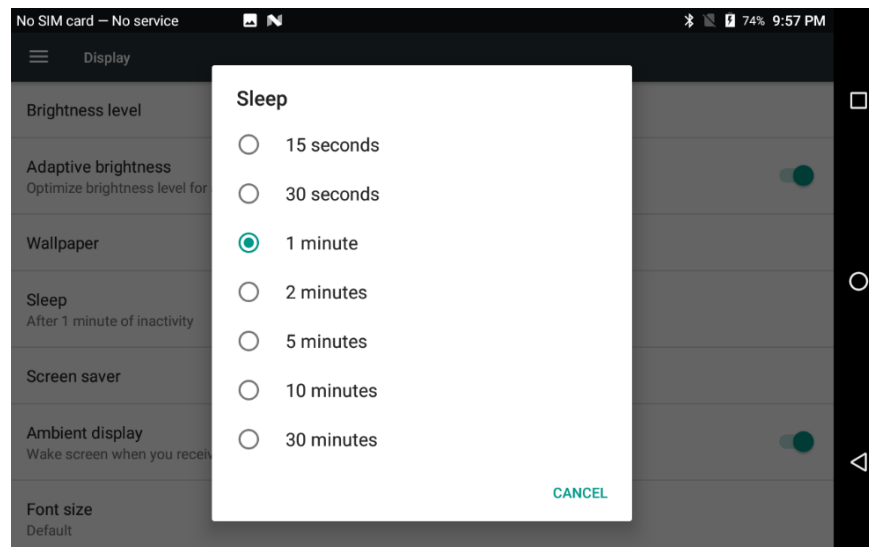 No SIM card — No service 74% 9:57 PM
Display
Brightness level
Adaptive brightness
Optimize brightness level for
Wallpaper
Sleep
After 1 minute of inactivity
Screen saver
Ambient display
Wake screen when you receiv
Font size
Default
Sleep
15 seconds
30 seconds
1 minute
2 minutes
5 minutes
10 minutes
30 minutes
CANCEL